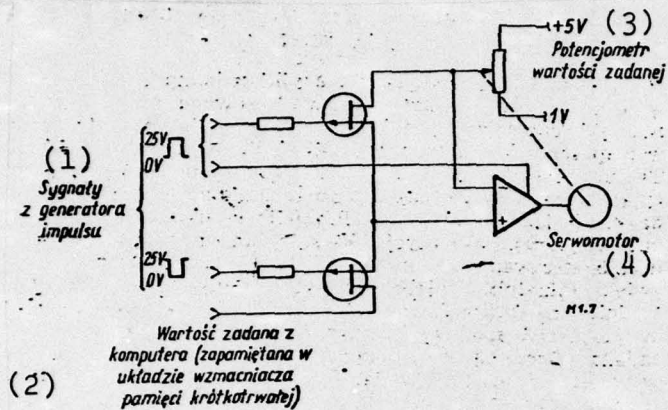 +5V (3)
Potencjometr
wartości zadanej
1V
(1)
25V
0V
Sygnały
z generatora
impulsu
25V
0V
-
+
Serwomotor
(4)
M1.7
Wartość zadana z
komputera (zapamiętana w
układzie wzmacniacza
pamięci krótkotrwałej)
(2)